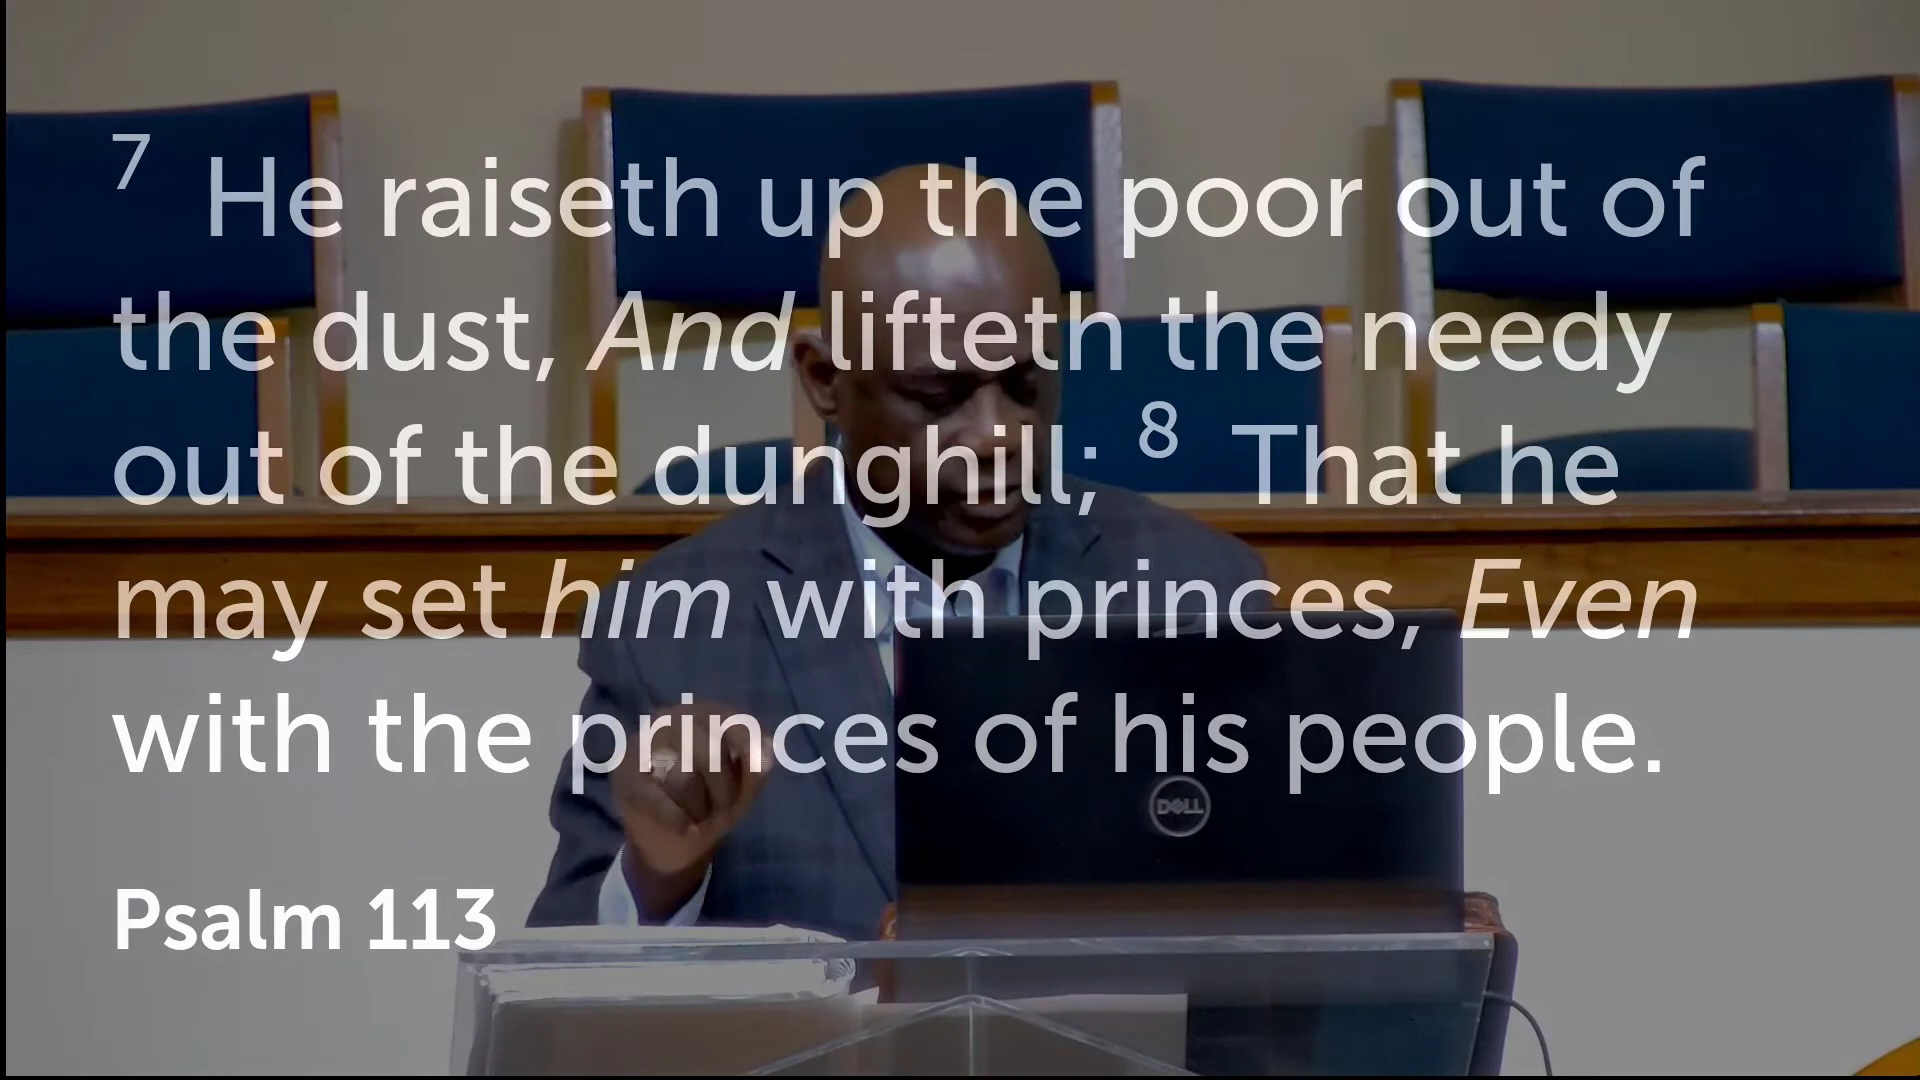 7 He raiseth up the poor out of
the dust, And lifteth the needy
out of the dunghill; 8 That he
may set him with princes, Even
with the princes of his people.
DELL
Psalm 113